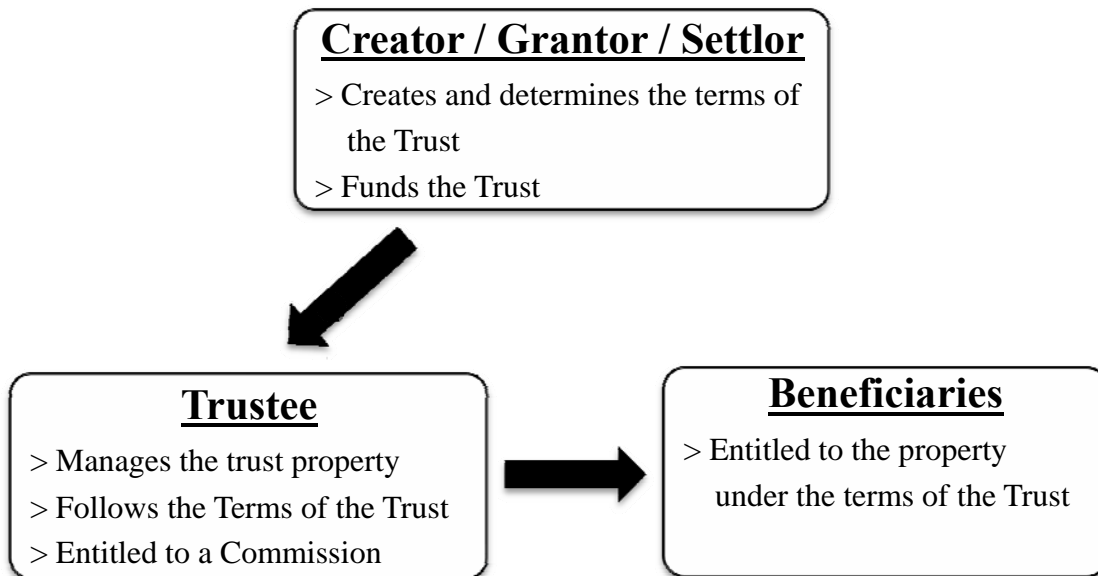 Creator / Grantor / Settlor
> Creates and determines the terms of
the Trust
> Funds the Trust
Trustee
> Manages the trust property
> Follows the Terms of the Trust
> Entitled to a Commission
Beneficiaries
> Entitled to the property
under the terms of the Trust